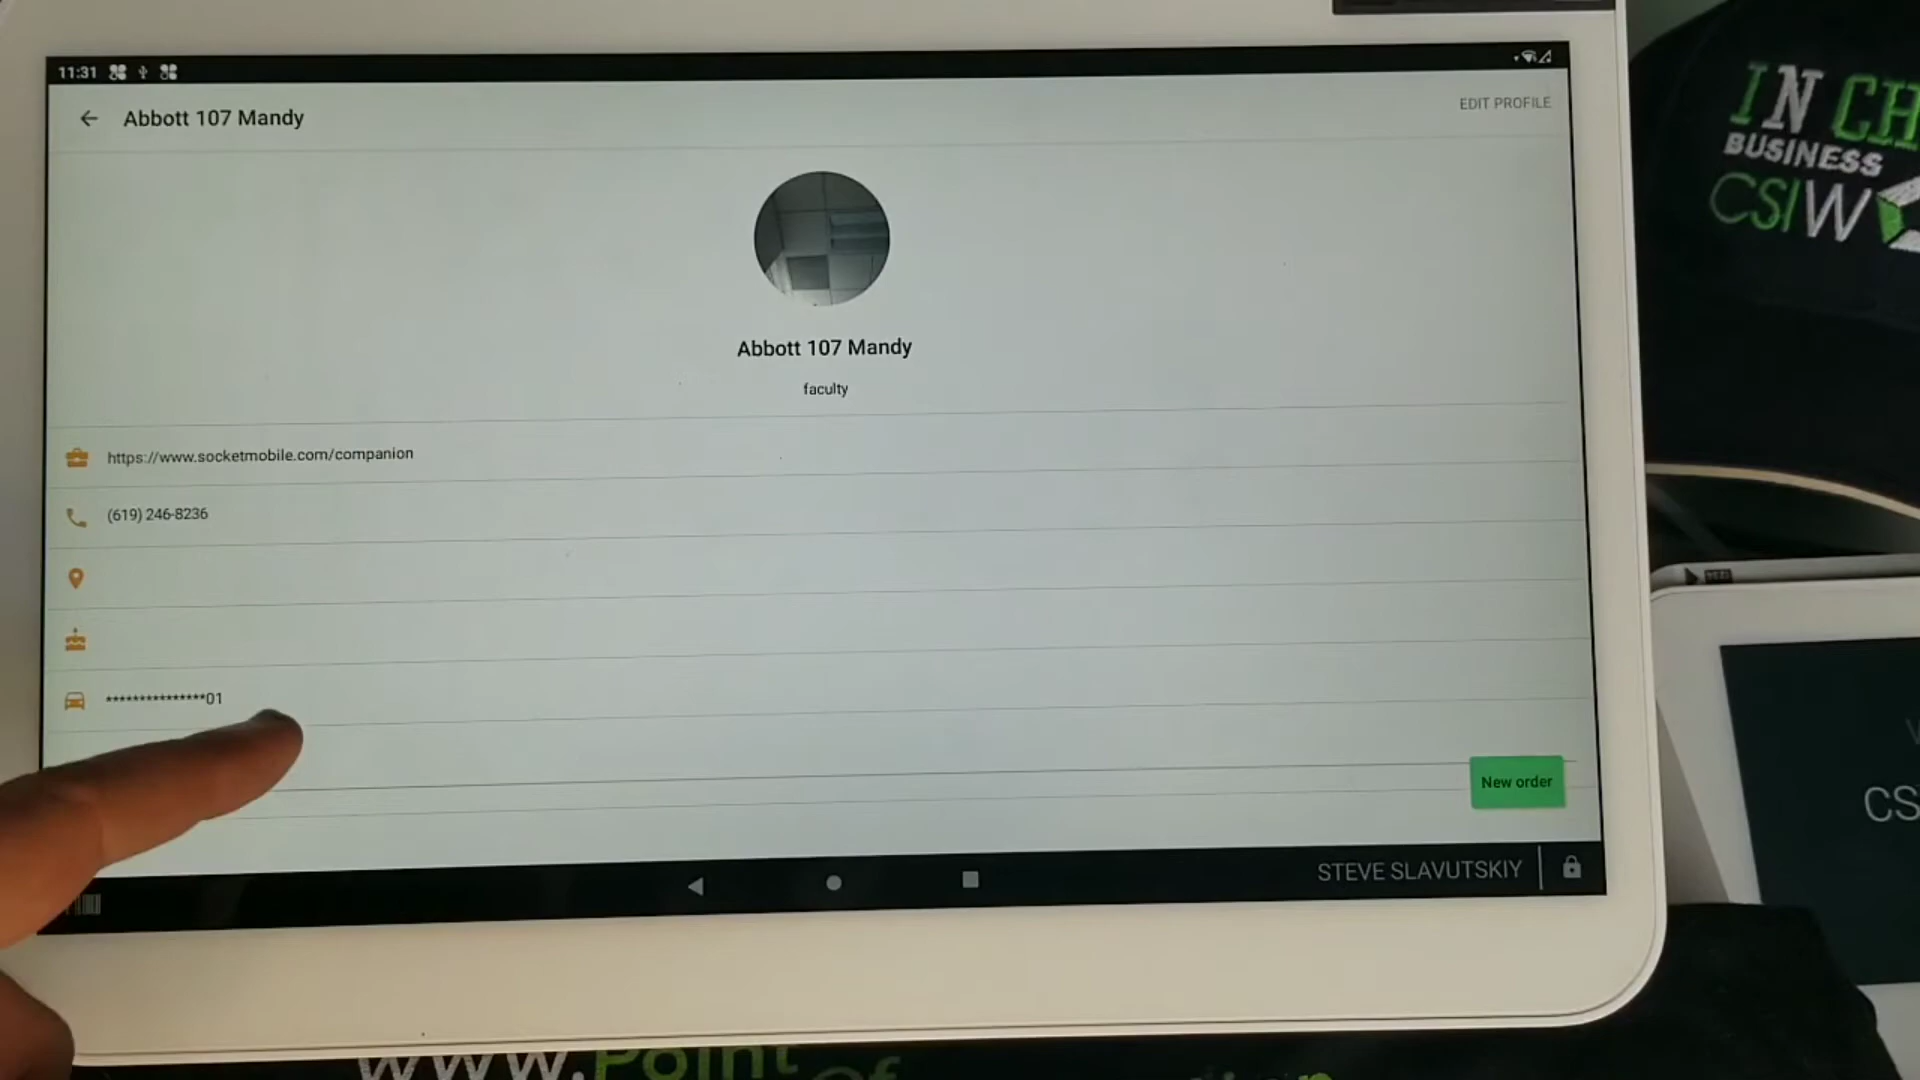 11:31
Abbott 107 Mandy
EDIT PROFILE
Abbott 107 Mandy
faculty
https://www.socketmobile.com/companion
(619) 246-8236
***************01
New order
STEVE SLAVUTSKIY
IN CH
BUSINESS
CSIW
CS
www.Point